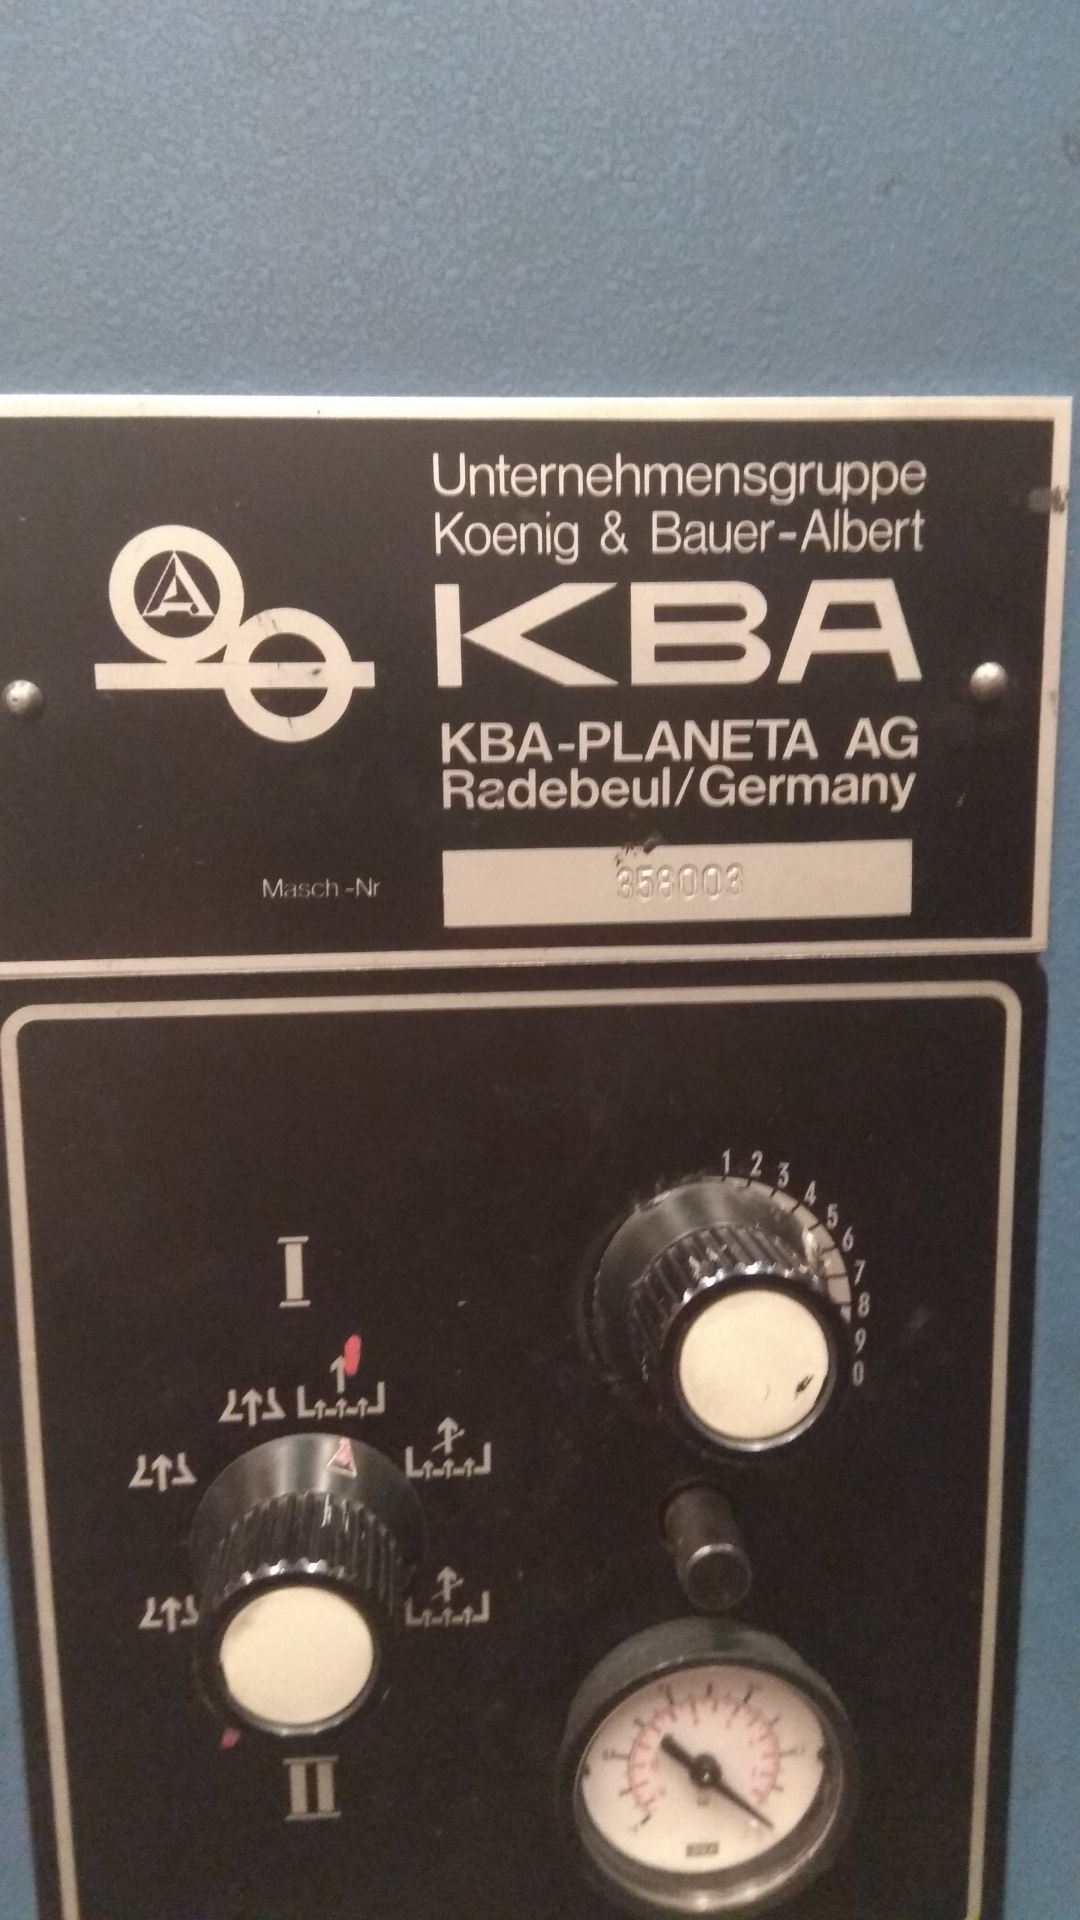 Unternehmensgruppe
Koenig & Bauer-Albert
A
KBA
KBA-PLANETA AG
Radebeul/Germany
Masch.-Nr
358003
1 2 3 4 5 6 7 8 9 0
I
II